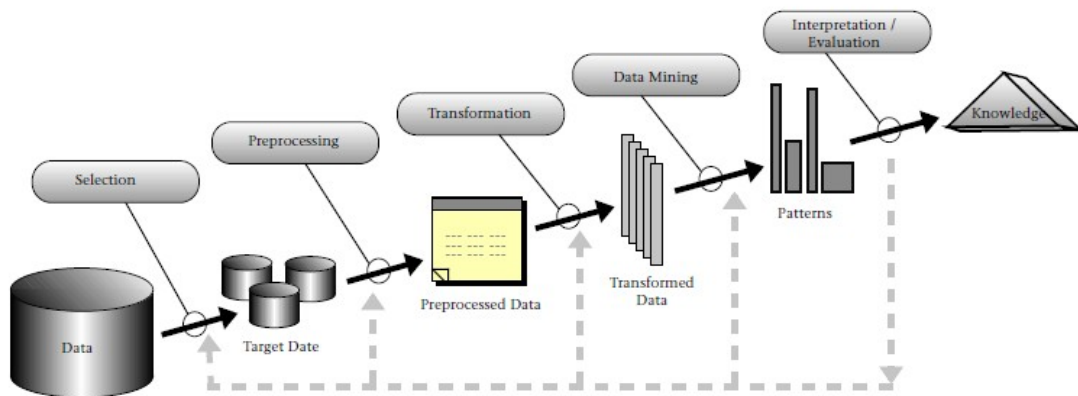 Interpretation /
Evaluation
Data Mining
Transformation
Knowledge
Preprocessing
Selection
Patterns
Transformed
Data
Preprocessed Data
Target Date
Data